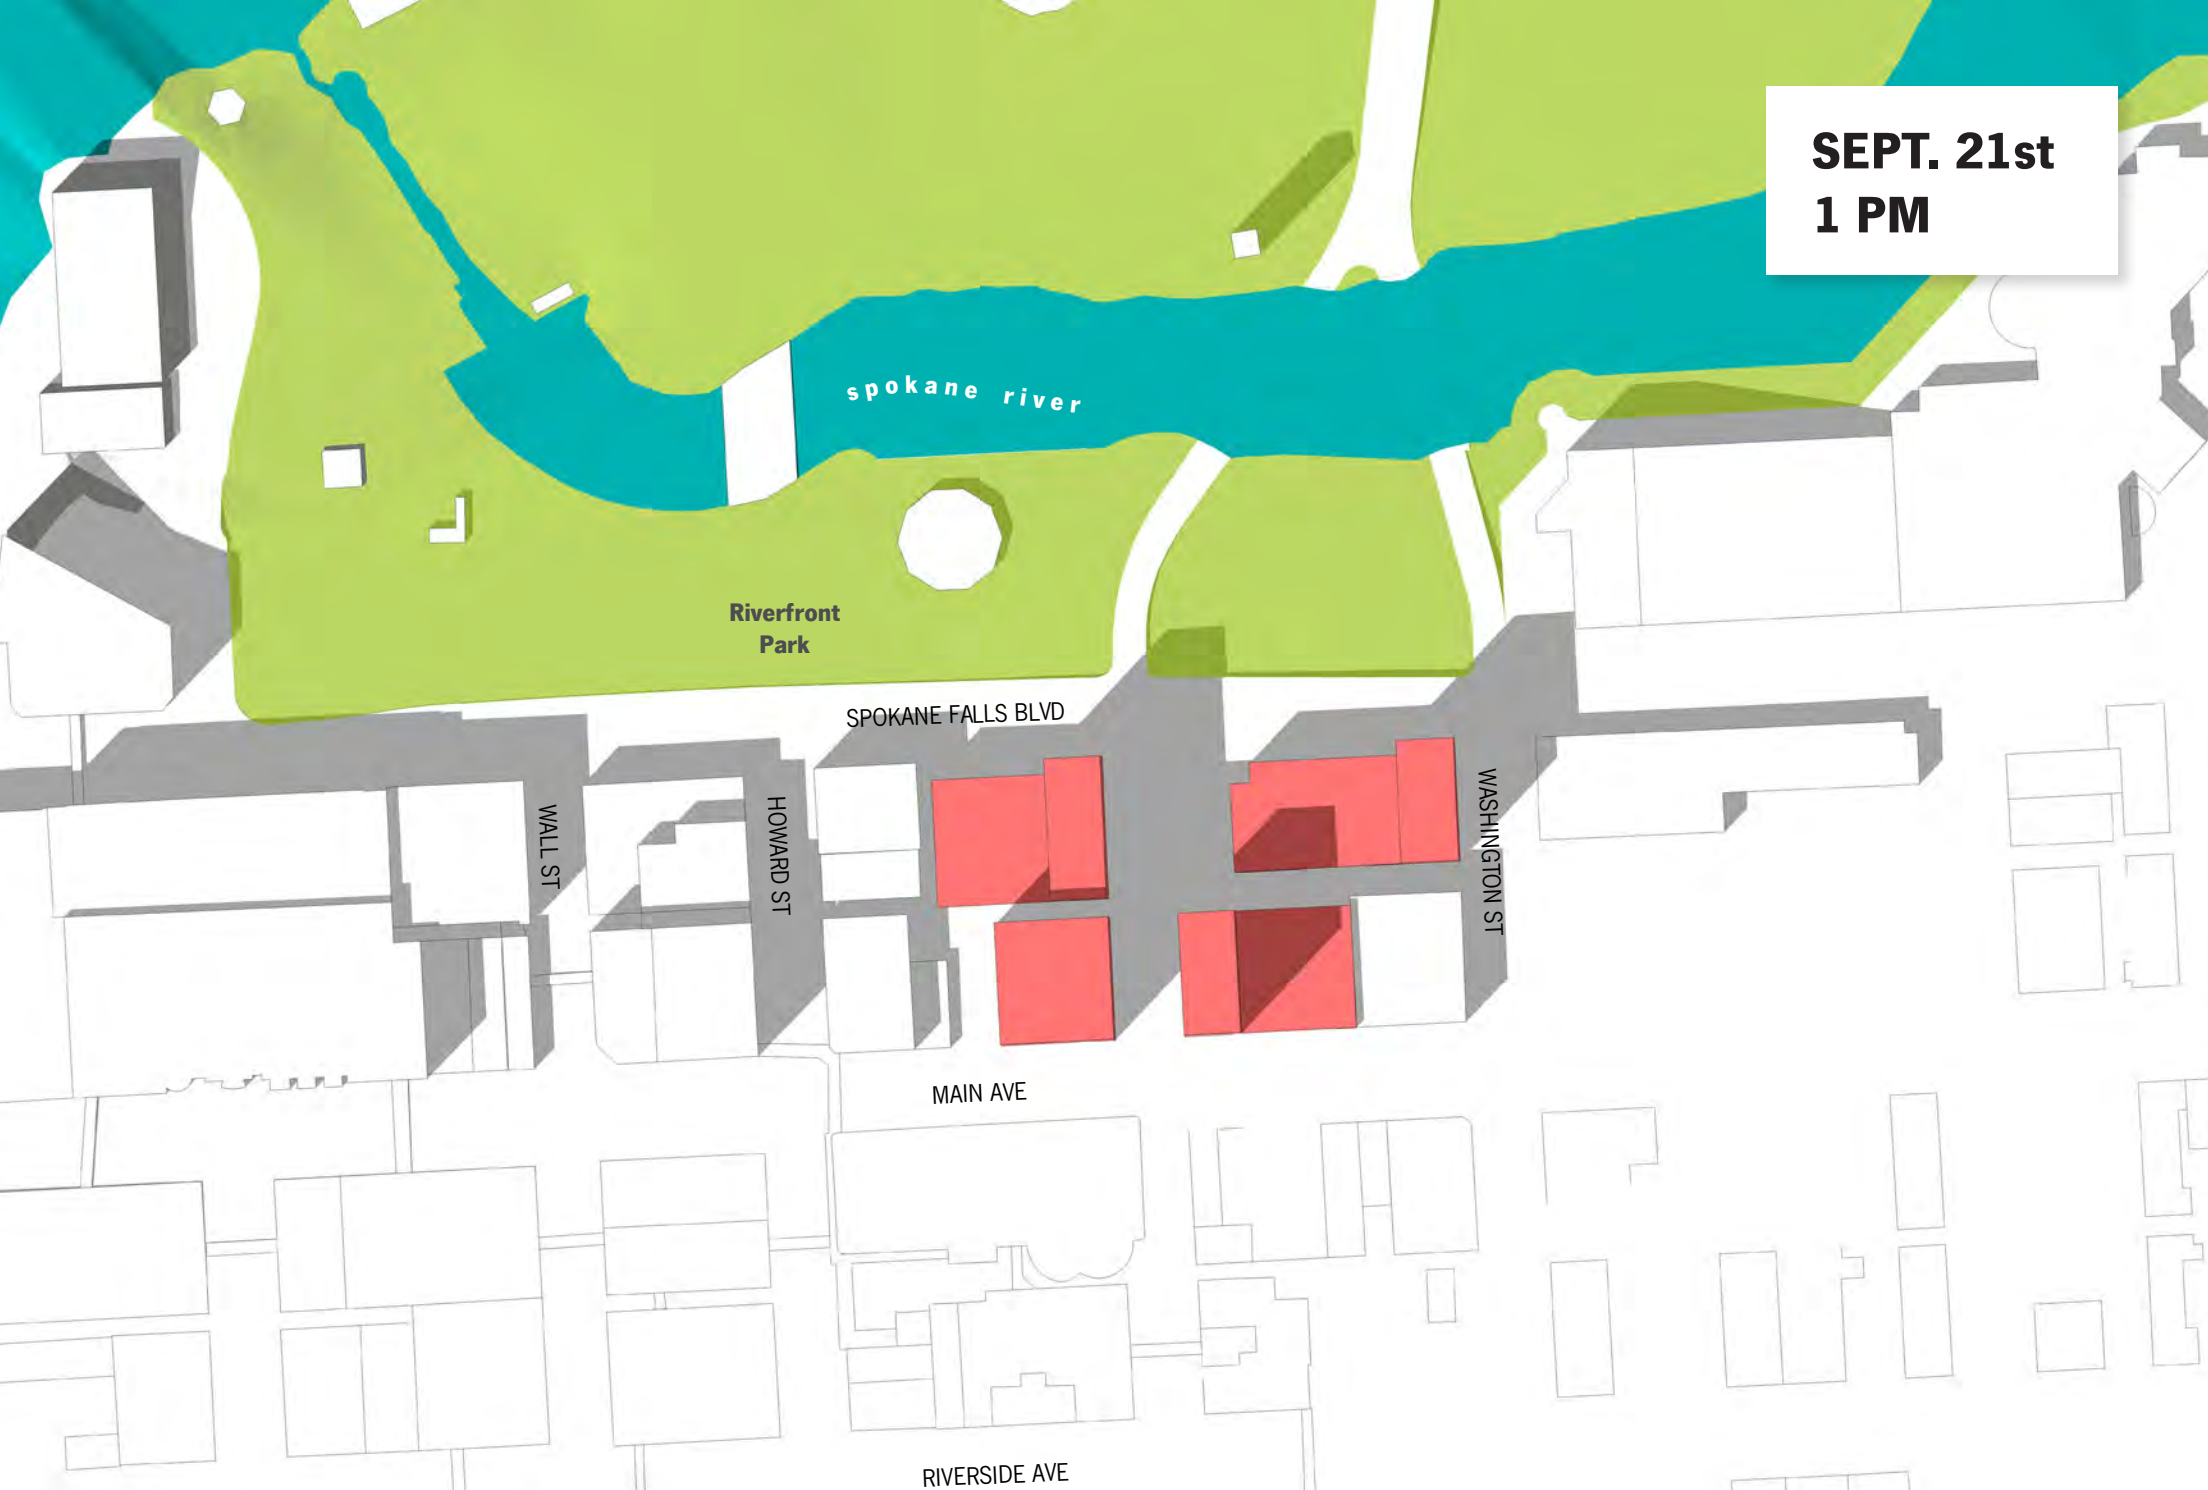 SEPT. 21st
1 PM
spokane river
Riverfront
Park
SPOKANE FALLS BLVD
WALL ST
HOWARD ST
WASHINGTON ST
MAIN AVE
RIVERSIDE AVE